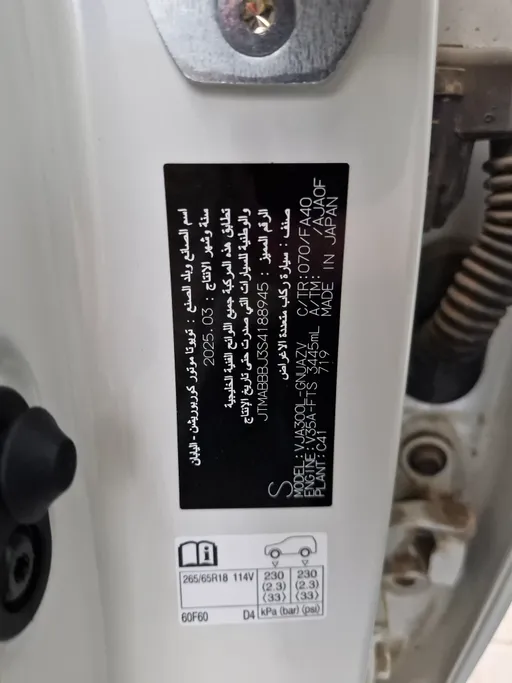 اسم الصانع وبلد الصنع : تويوتا موتور كوربوريشن - اليابان
سنة وشهر الانتاج : 2025.03
تطابق هذه المركبة جميع اللوائح الفنية الخليجية
والوطنية للسيارات التي صدرت حتى تاريخ الإنتاج
الرقم المميز : JTMABBBJ3S4188945
صنف : سيارة ركاب متعددة الاغراض
S
MODEL: VJA300L-GNUAZV C/TR: 070/FA40
ENGINE: V35A-FTS 3445mL A/TM: /AJA0F
PLANT: C41 719 MADE IN JAPAN
265/65R18 114V 230 (2.3) (33) 230 (2.3) (33)
60F60 D4 kPa (bar) (psi)